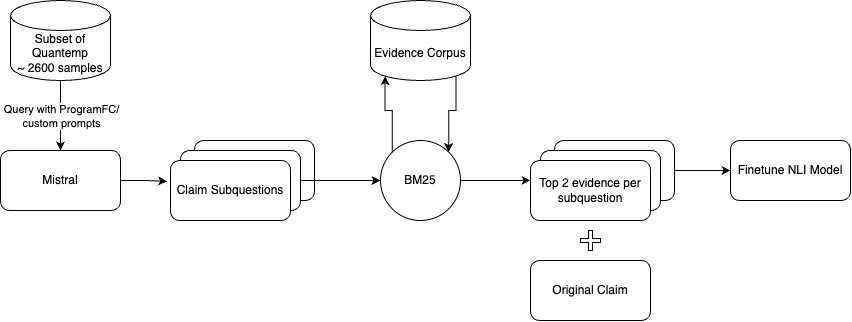 Subset of
Quantemp
~ 2600 samples
Evidence Corpus
Query with ProgramFC/
custom prompts
Mistral
Claim Subquestions
BM25
Top 2 evidence per
subquestion
Finetune NLI Model
Original Claim